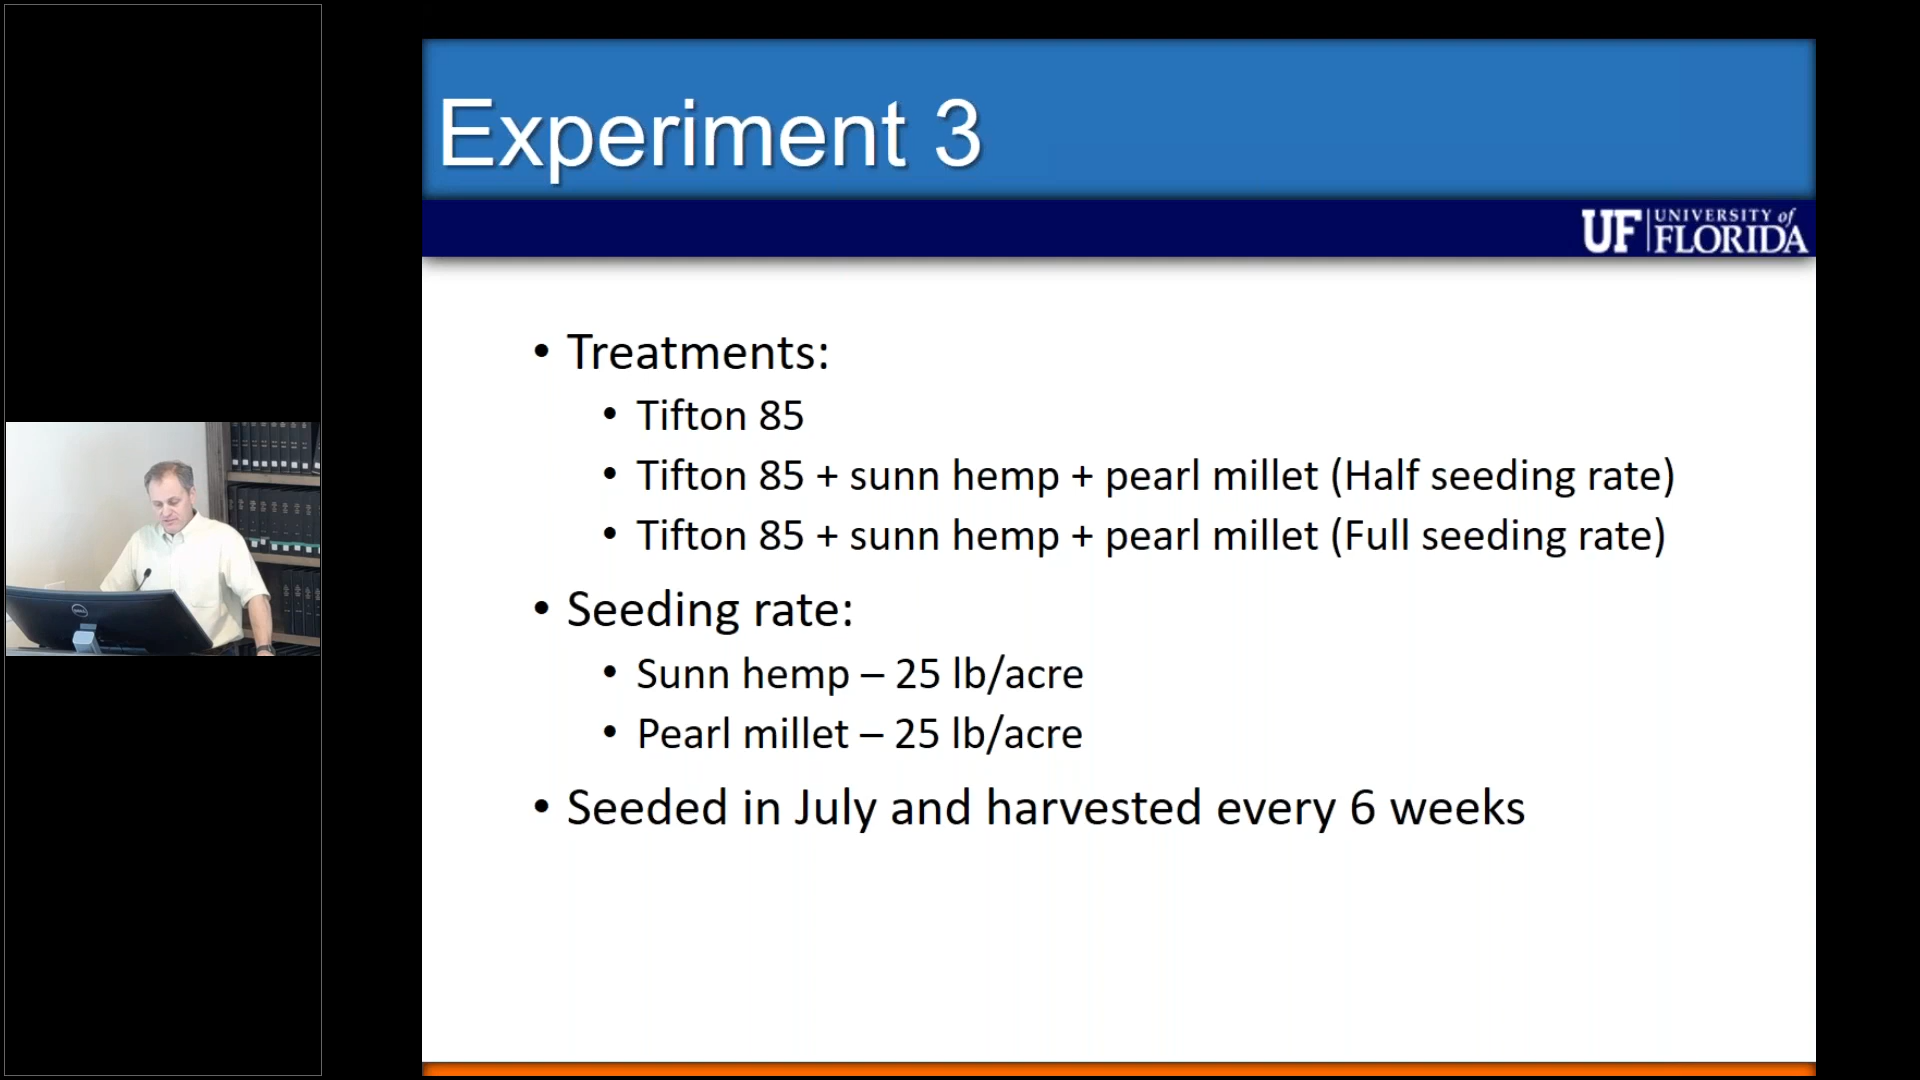 Experiment 3
UF UNIVERSITY of FLORIDA
• Treatments:
• Tifton 85
• Tifton 85 + sunn hemp + pearl millet (Half seeding rate)
• Tifton 85 + sunn hemp + pearl millet (Full seeding rate)
• Seeding rate:
• Sunn hemp – 25 lb/acre
• Pearl millet – 25 lb/acre
• Seeded in July and harvested every 6 weeks
DELL